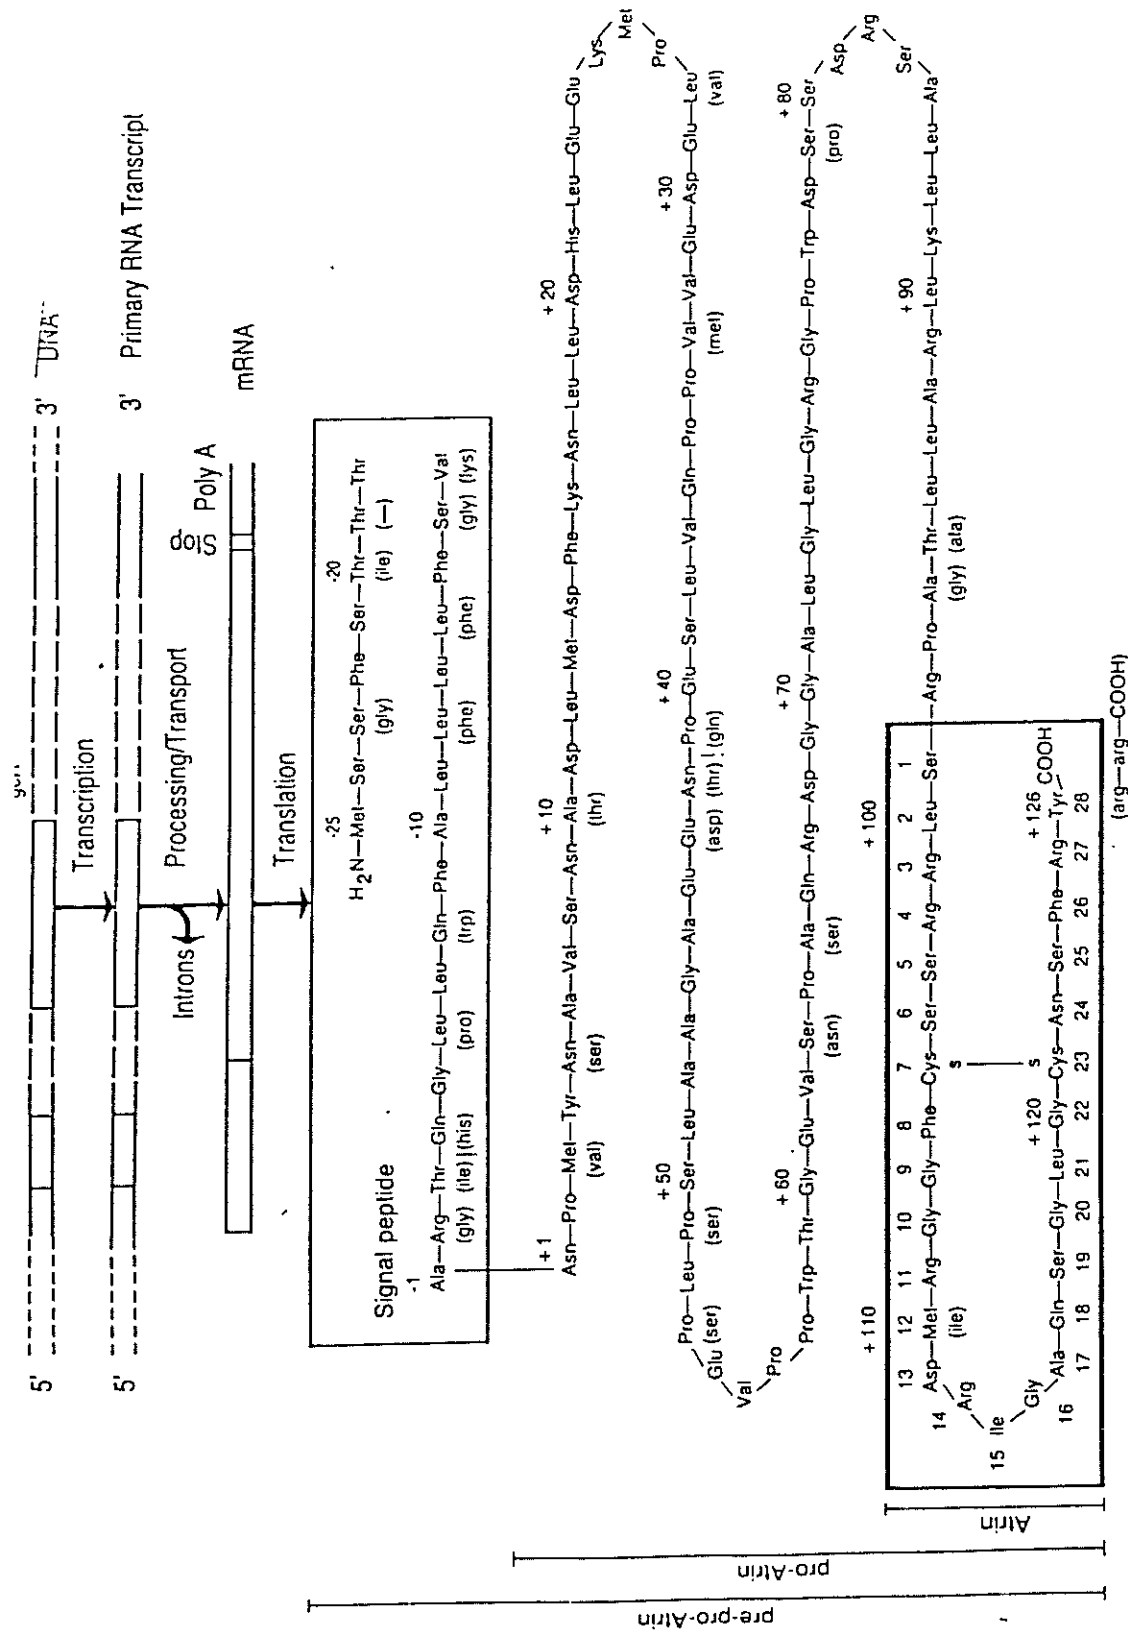 DNA
5' 3'
Transcription
5' 3' Primary RNA Transcript
Introns Processing/Transport
Stop Poly A
mRNA
Translation
Signal peptide
-25 -20
H2N—Met—Ser—Ser—Phe—Ser—Thr—Thr—Thr
(gly) (ile) (—)
-1 -10
Ala—Arg—Thr—Gln—Gly—Leu—Leu—Gln—Phe—Ala—Leu—Leu—Leu—Leu—Phe—Ser—Val
(gly) (ile) (his) (pro) (trp) (phe) (phe) (gly) (lys)
+1 +10 +20
Asn—Pro—Met—Tyr—Asn—Ala—Val—Ser—Asn—Ala—Asp—Leu—Met—Asp—Phe—Lys—Asn—Leu—Leu—Asp—His—Leu—Glu—Glu
(val) (ser) (thr)
Lys
Met
Pro
+50 +40 +30
Pro—Leu—Pro—Ser—Leu—Ala—Ala—Gly—Ala—Glu—Glu—Asn—Pro—Glu—Ser—Leu—Val—Gln—Pro—Pro—Val—Val—Glu—Asp—Glu—Leu
(ser) (ser) (asp) (thr) (gln) (met) (val)
Glu
Val
Pro
+60 +70 +80
Pro—Trp—Thr—Gly—Glu—Val—Ser—Pro—Ala—Gln—Arg—Asp—Gly—Gly—Ala—Leu—Gly—Leu—Gly—Arg—Gly—Pro—Trp—Asp—Ser—Ser
(asn) (ser) (pro)
Asp
Arg
Ser
+110 +100 +90
13 12 11 10 9 8 7 6 5 4 3 2 1
Asp—Met—Arg—Gly—Gly—Phe—Cys—Ser—Ser—Arg—Arg—Leu—Ser—Arg—Pro—Ala—Thr—Leu—Leu—Ala—Arg—Leu—Lys—Leu—Leu—Ala
(ile) (gly) (ala)
14 Arg
s
15 Ile
s
16 Gly
+120 +126 COOH
Ala—Gln—Ser—Gly—Leu—Gly—Cys—Asn—Ser—Phe—Arg—Tyr
17 18 19 20 21 22 23 24 25 26 27 28
(arg—arg—COOH)
Atrin
pro-Atrin
pre-pro-Atrin